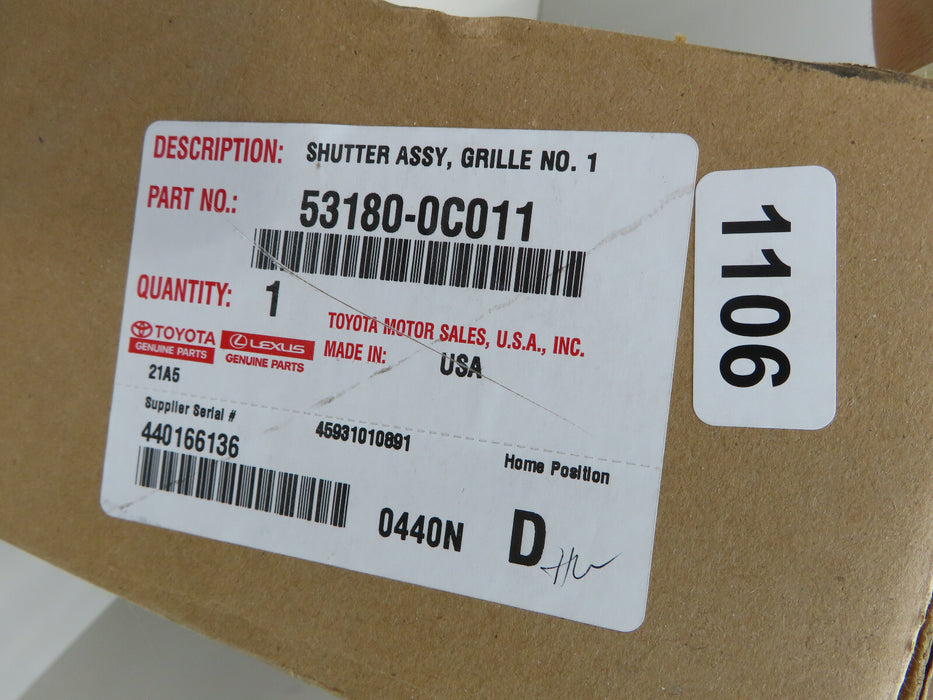 DESCRIPTION: SHUTTER ASSY, GRILLE NO. 1
PART NO.: 53180-0C011
QUANTITY: 1
TOYOTA MOTOR SALES, U.S.A., INC.
MADE IN: USA
TOYOTA
GENUINE PARTS
LEXUS
GENUINE PARTS
21A5
Supplier Serial #
440166136
45931010891
Home Position
0440N
D
1106